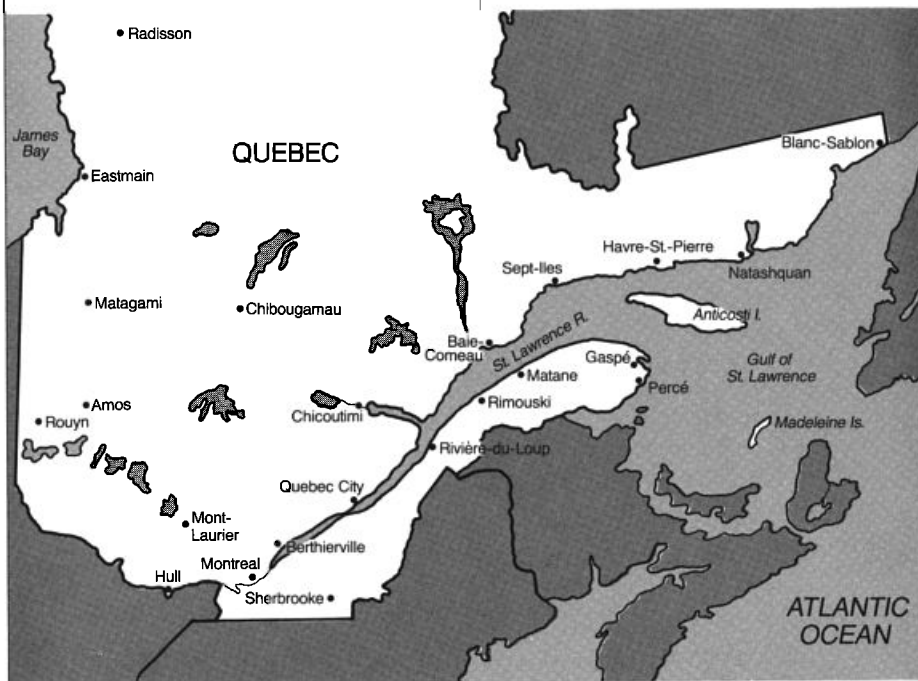 Radisson
James
Bay
QUEBEC
Blanc-Sablon
Eastmain
Havre-St.-Pierre
Sept-Iles
Natashquan
Matagami
Chibougamau
Anticosti I.
St. Lawrence R.
Baie-
Comeau
Gaspé
Gulf of
St. Lawrence
Matane
Percé
Amos
Chicoutimi
Rimouski
Rouyn
Madeleine Is.
Rivière-du-Loup
Quebec City
Mont-
Laurier
Berthierville
Montreal
Hull
Sherbrooke
ATLANTIC
OCEAN